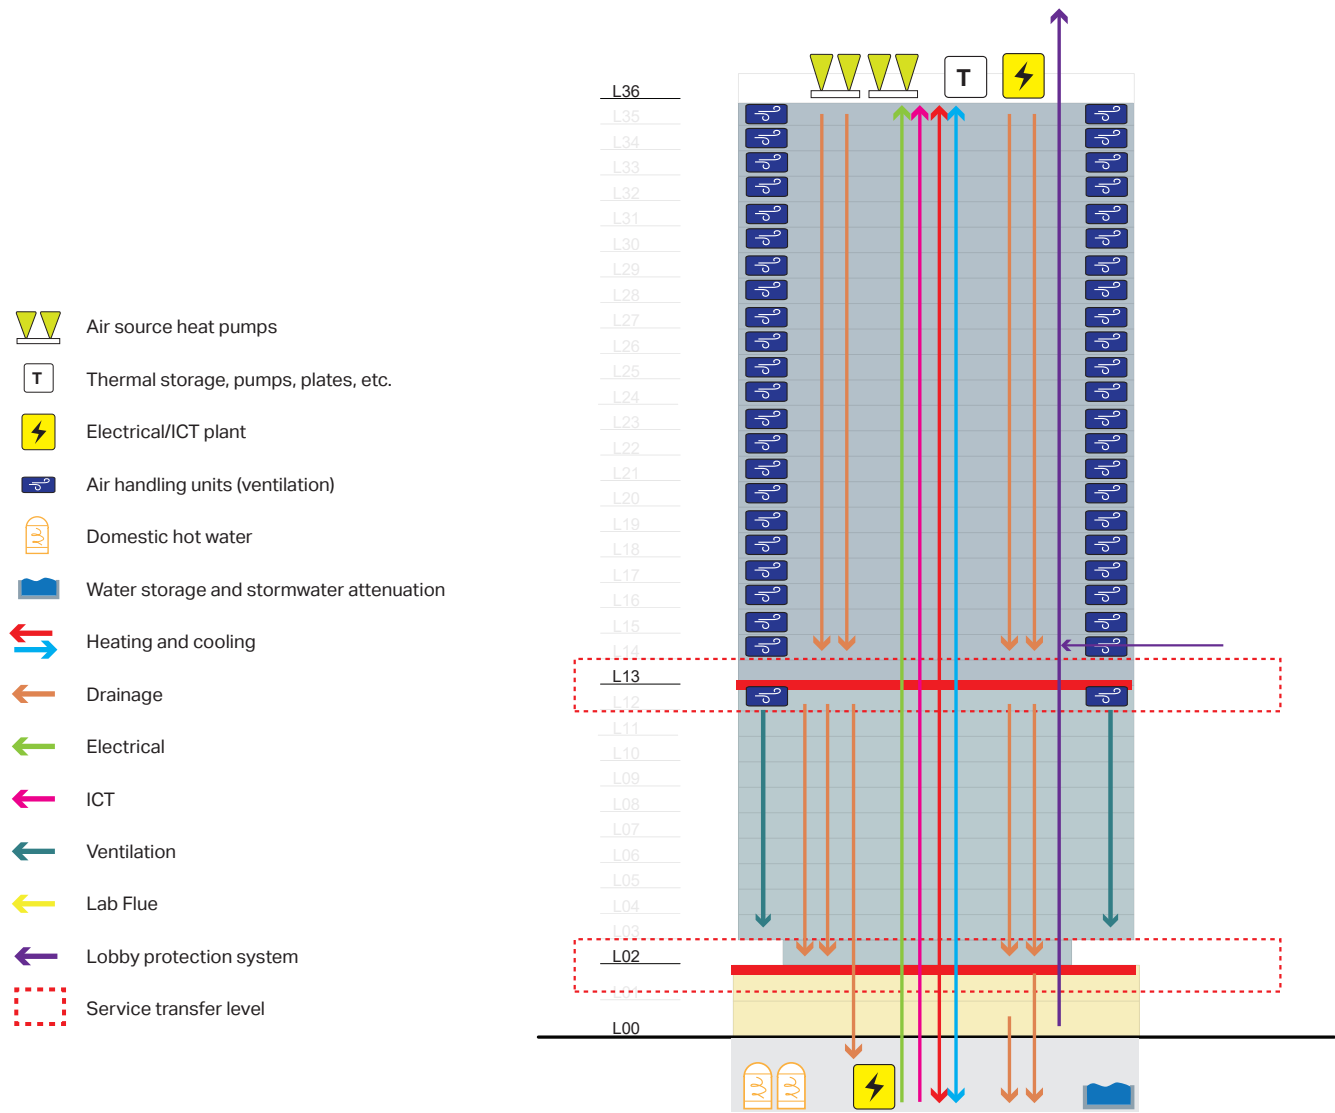 T
L36
L35
L34
L33
L32
L31
L30
L29
L28
L27
L26
L25
L24
L23
L22
L21
L20
L19
L18
L17
L16
L15
L14
L13
L12
L11
L10
L09
L08
L07
L06
L05
L04
L03
L02
L01
L00
Air source heat pumps
T
Thermal storage, pumps, plates, etc.
Electrical/ICT plant
Air handling units (ventilation)
Domestic hot water
Water storage and stormwater attenuation
Heating and cooling
Drainage
Electrical
ICT
Ventilation
Lab Flue
Lobby protection system
Service transfer level